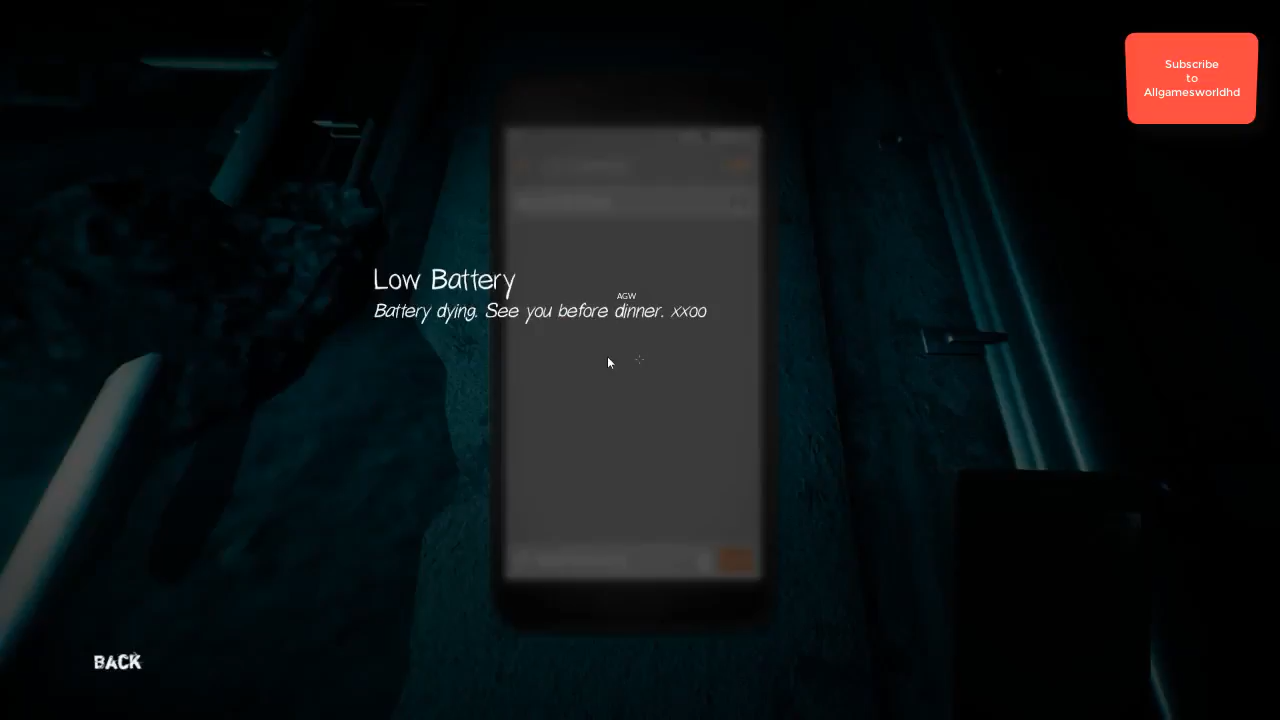 Subscribe
to
Allgamesworldhd
Low Battery
AGW
Battery dying. See you before dinner. xxoo
BACK